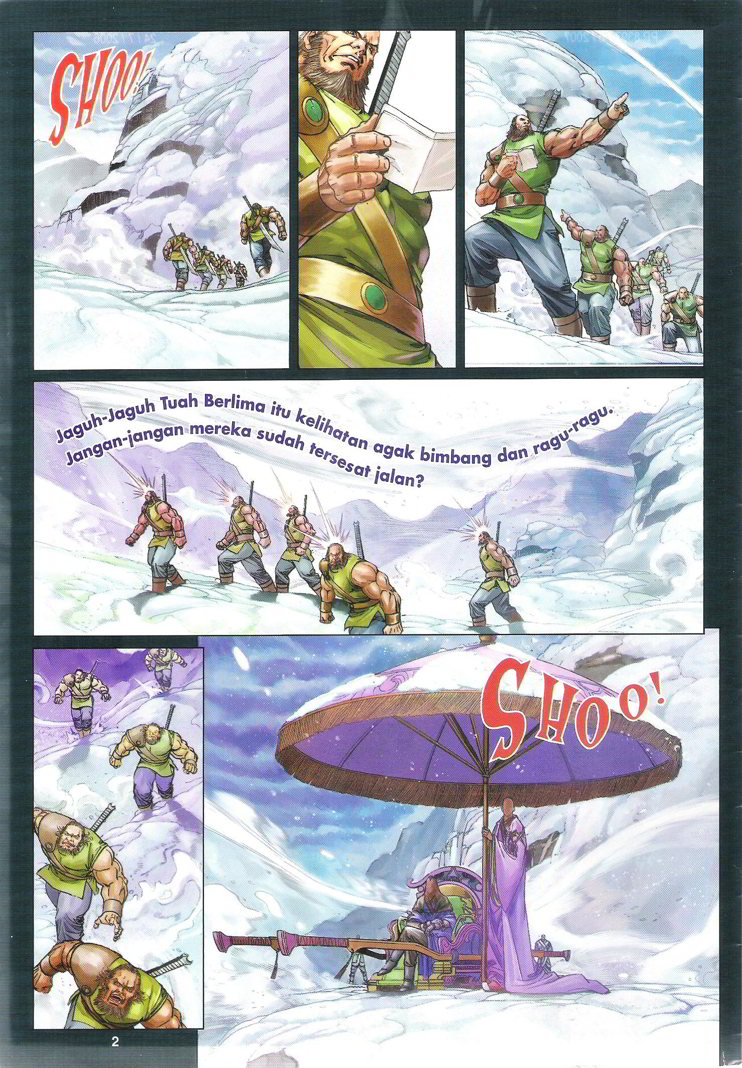 SHOO!
Jaguh-Jaguh Tuah Berlima itu kelihatan agak bimbang dan ragu-ragu.
Jangan-jangan mereka sudah tersesat jalan?
SHOO!
2